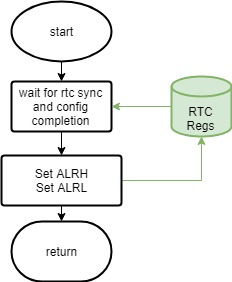 start
wait for rtc sync
and config
completion
RTC
Regs
Set ALRH
Set ALRL
return